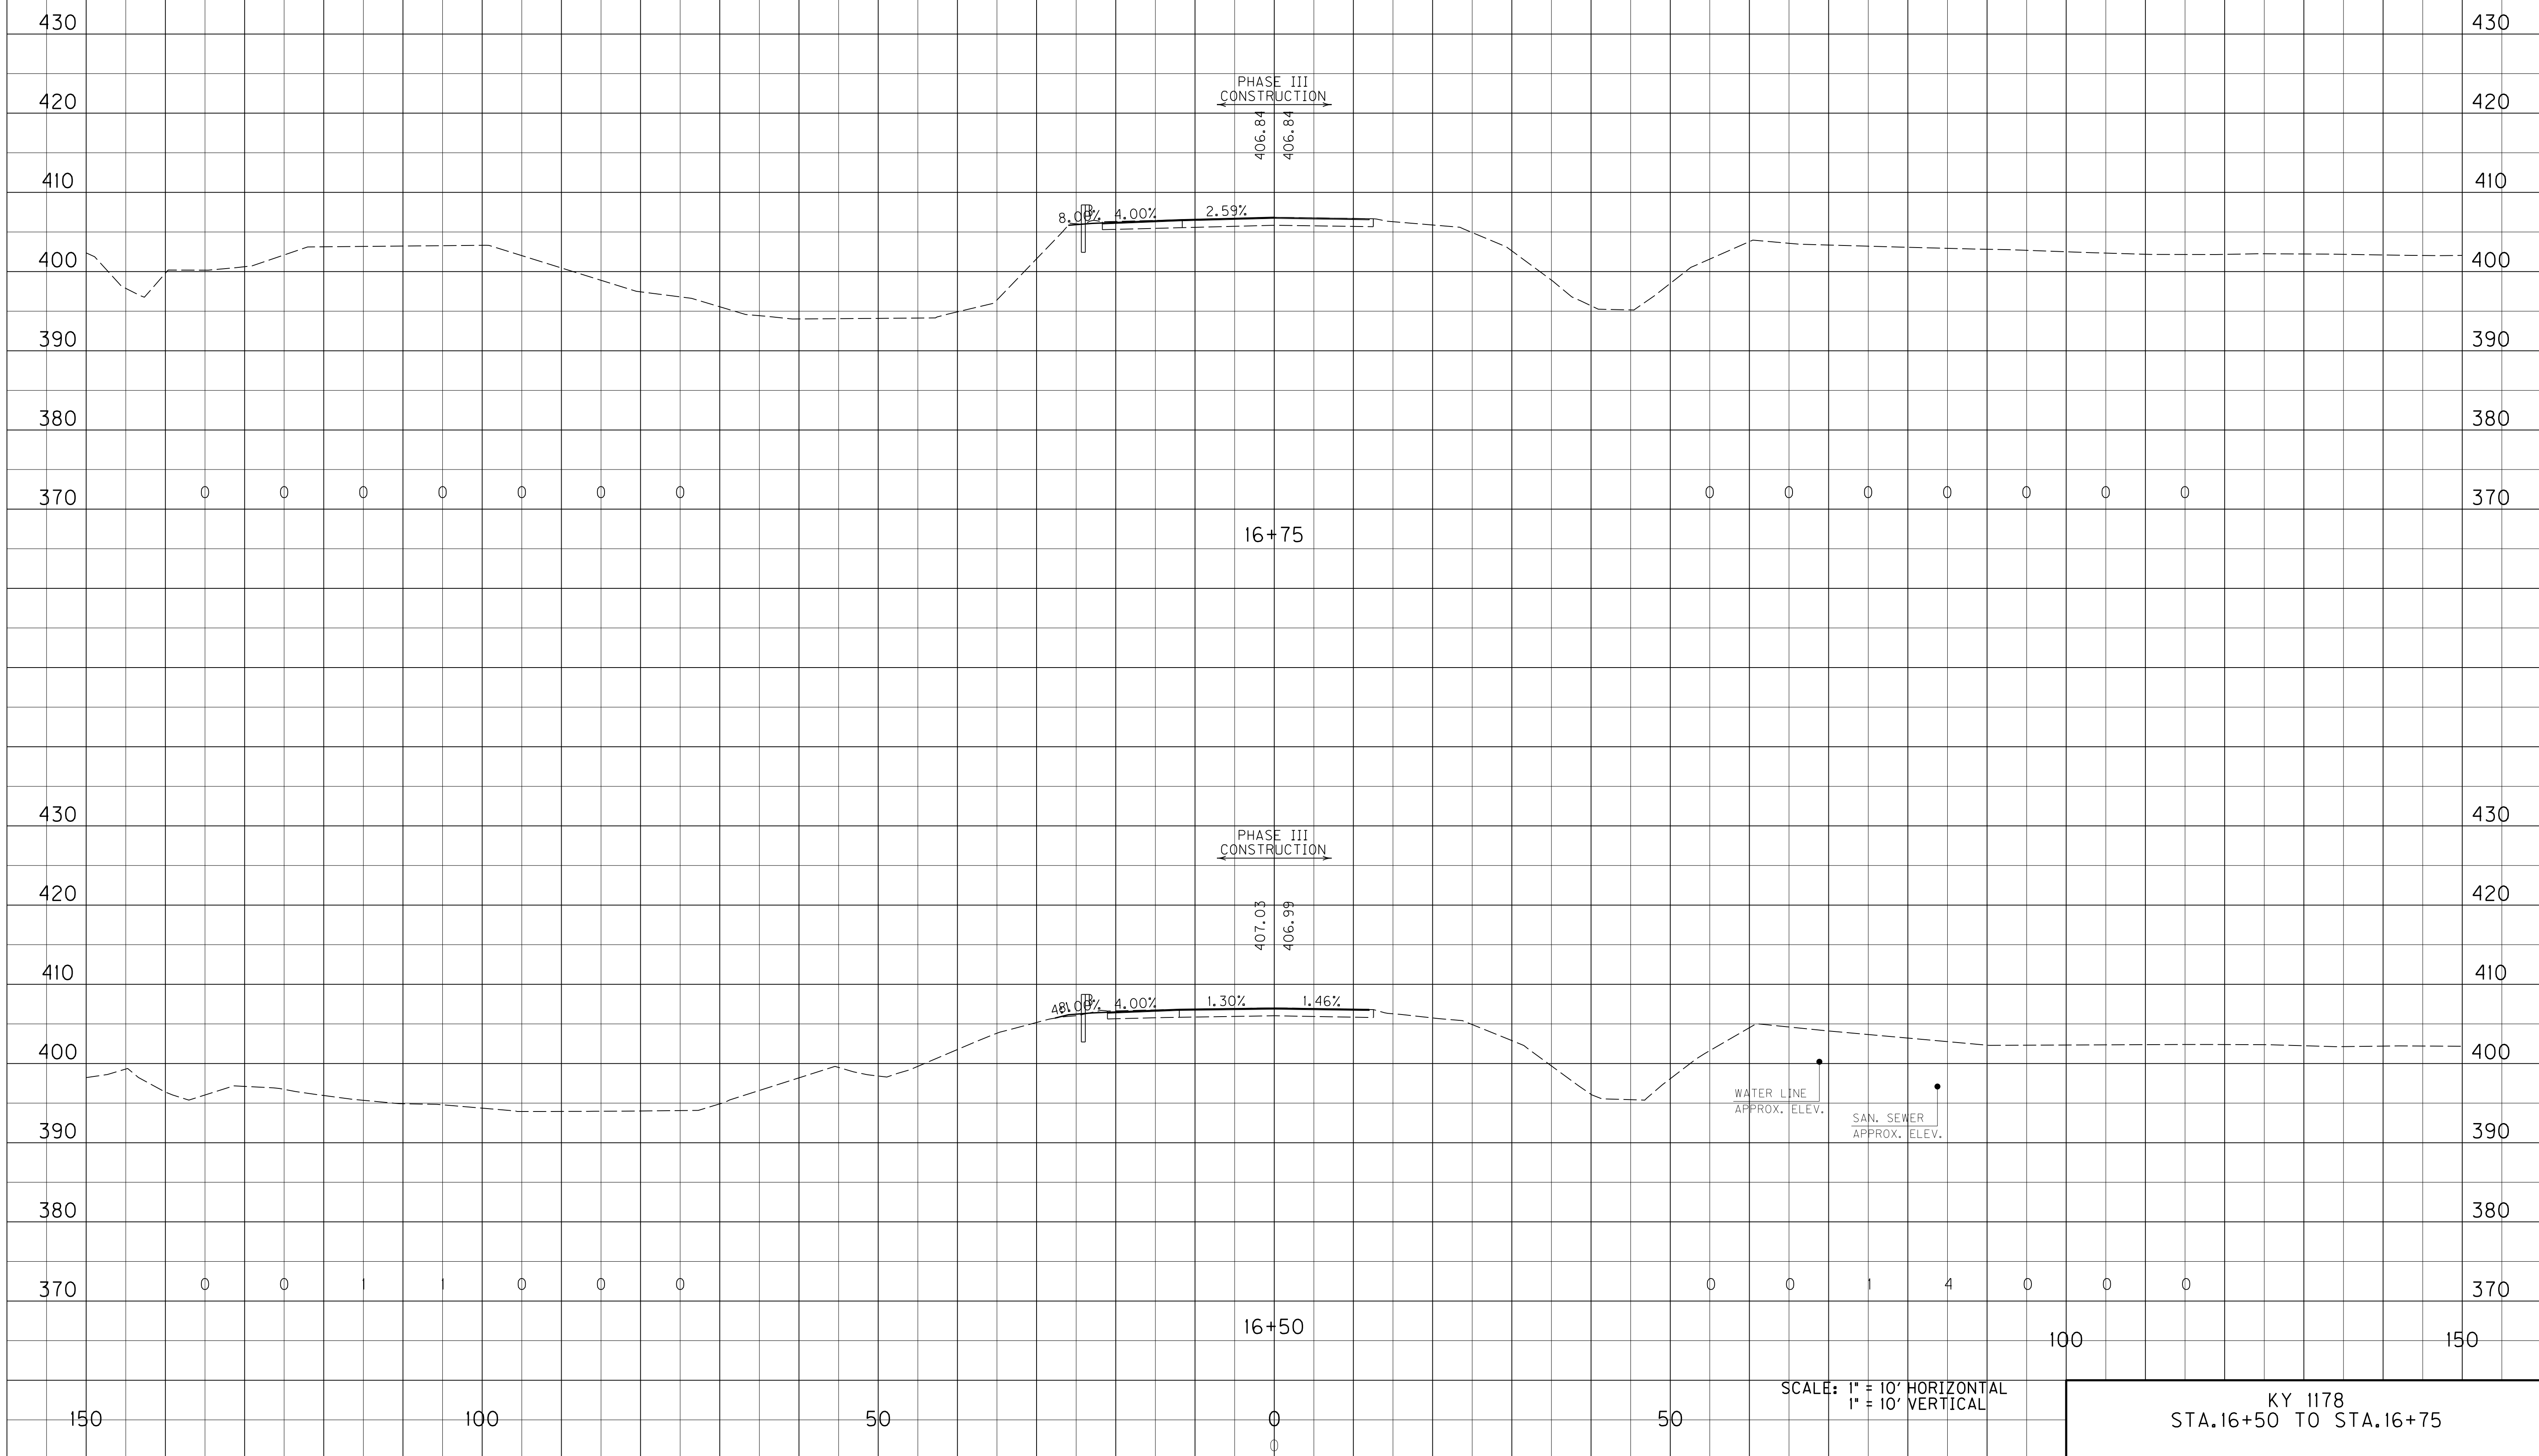 430 430
PHASE III
CONSTRUCTION
420 420
406.84 406.84
410 410
8.00% 4.00% 2.59%
400 400
390 390
380 380
0 0 0 0 0 0 0 0 0 0 0 0 0 0
370 370
16+75
430 430
PHASE III
CONSTRUCTION
420 420
407.03 406.99
410 410
8.00% 4.00% 1.30% 1.46%
400 400
WATER LINE
APPROX. ELEV.
SAN. SEWER
APPROX. ELEV.
390 390
380 380
0 0 1 1 0 0 0 0 0 1 4 0 0 0
370 370
16+50
100 150
SCALE: 1" = 10' HORIZONTAL
1" = 10' VERTICAL
KY 1178
STA.16+50 TO STA.16+75
150 100 50 0 50
0